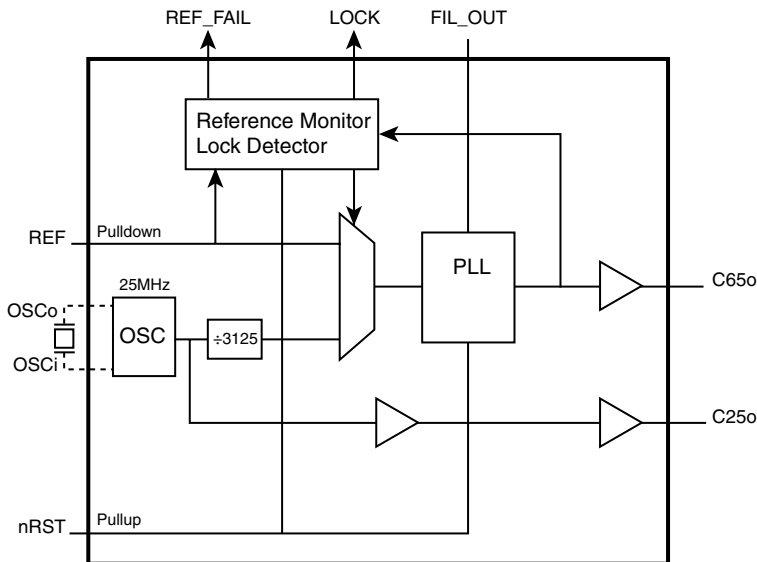 REF_FAIL
LOCK
FIL_OUT
Reference Monitor
Lock Detector
REF
Pulldown
PLL
C65o
25MHz
OSCo
OSC
÷3125
OSCi
C25o
nRST
Pullup